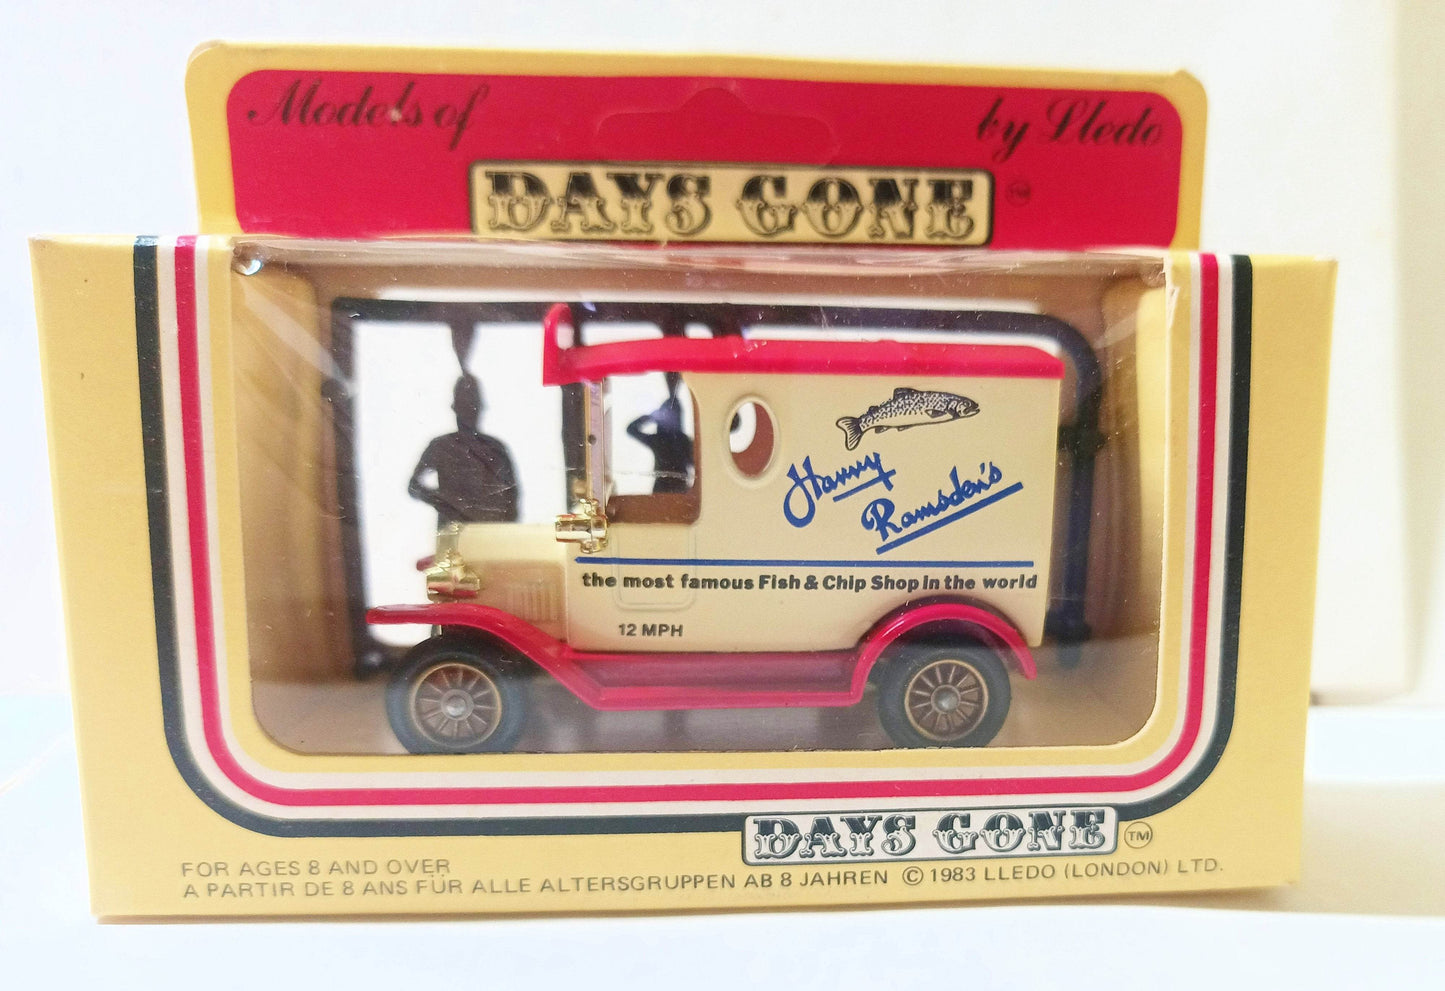 Models of
by Lledo
DAYS GONE™
Harry
Ramsden's
the most famous Fish & Chip Shop in the world
12 MPH
DAYS GONE™
FOR AGES 8 AND OVER
A PARTIR DE 8 ANS FÜR ALLE ALTERSGRUPPEN AB 8 JAHREN © 1983 LLEDO (LONDON) LTD.